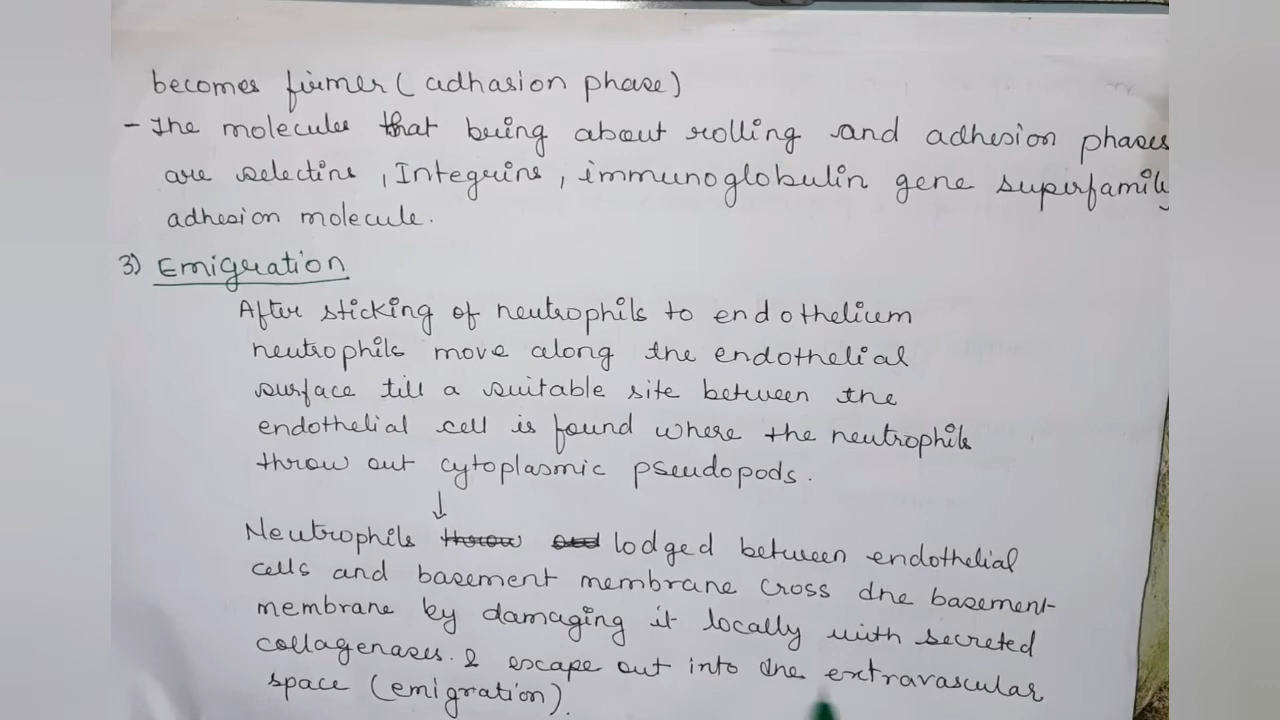 becomes firmer (adhasion phase)
- The molecules that being about rolling and adhesion phases
are selectins, Integrins, immunoglobulin gene superfamily
adhesion molecule.
3) Emigration
After sticking of neutrophils to endothelium
neutrophils move along the endothelial
surface till a suitable site between the
endothelial cell is found where the neutrophils
throw out cytoplasmic pseudopods.
↓
Neutrophils throw out lodged between endothelial
cells and basement membrane cross the basement
membrane by damaging it locally with secreted
collagenases. & escape out into the extravascular
space (emigration).